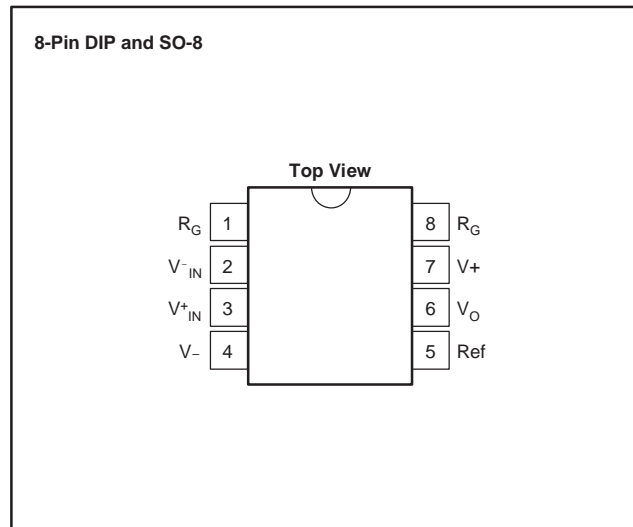 8-Pin DIP and SO-8
Top View
R_G 1 8 R_G
V⁻_IN 2 7 V+
V⁺_IN 3 6 V_O
V– 4 5 Ref